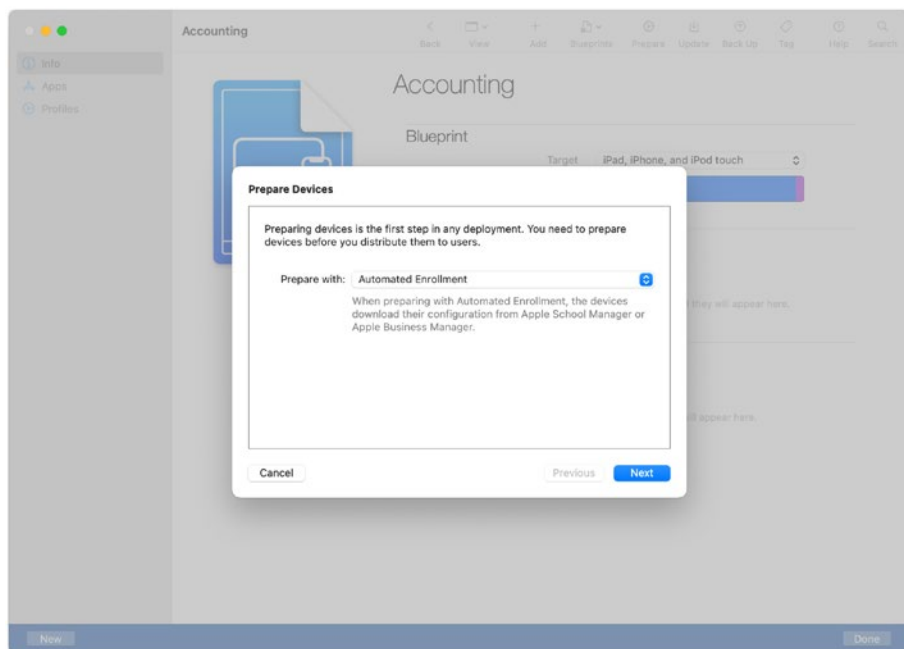 Accounting
Back
View
Add
Blueprints
Prepare
Update
Back Up
Tag
Help
Search
Info
Apps
Profiles
Accounting
Blueprint
Target iPad, iPhone, and iPod touch
Prepare Devices
Preparing devices is the first step in any deployment. You need to prepare
devices before you distribute them to users.
Prepare with: Automated Enrollment
When preparing with Automated Enrollment, the devices
download their configuration from Apple School Manager or
Apple Business Manager.
they will appear here.
will appear here.
Cancel
Previous
Next
New
Done